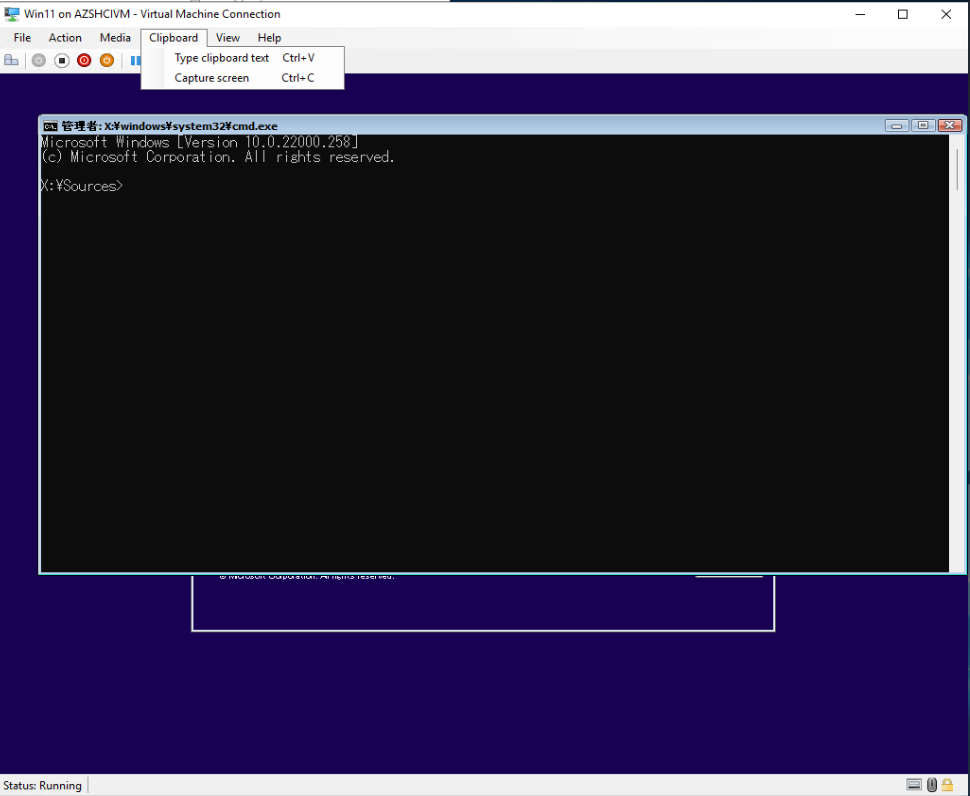 Win11 on AZSHCIVM - Virtual Machine Connection
File Action Media Clipboard View Help
Type clipboard text Ctrl+V
Capture screen Ctrl+C
管理者: X:¥windows¥system32¥cmd.exe
Microsoft Windows [Version 10.0.22000.258]
(c) Microsoft Corporation. All rights reserved.
X:¥Sources>
© Microsoft Corporation. All rights reserved.
Status: Running